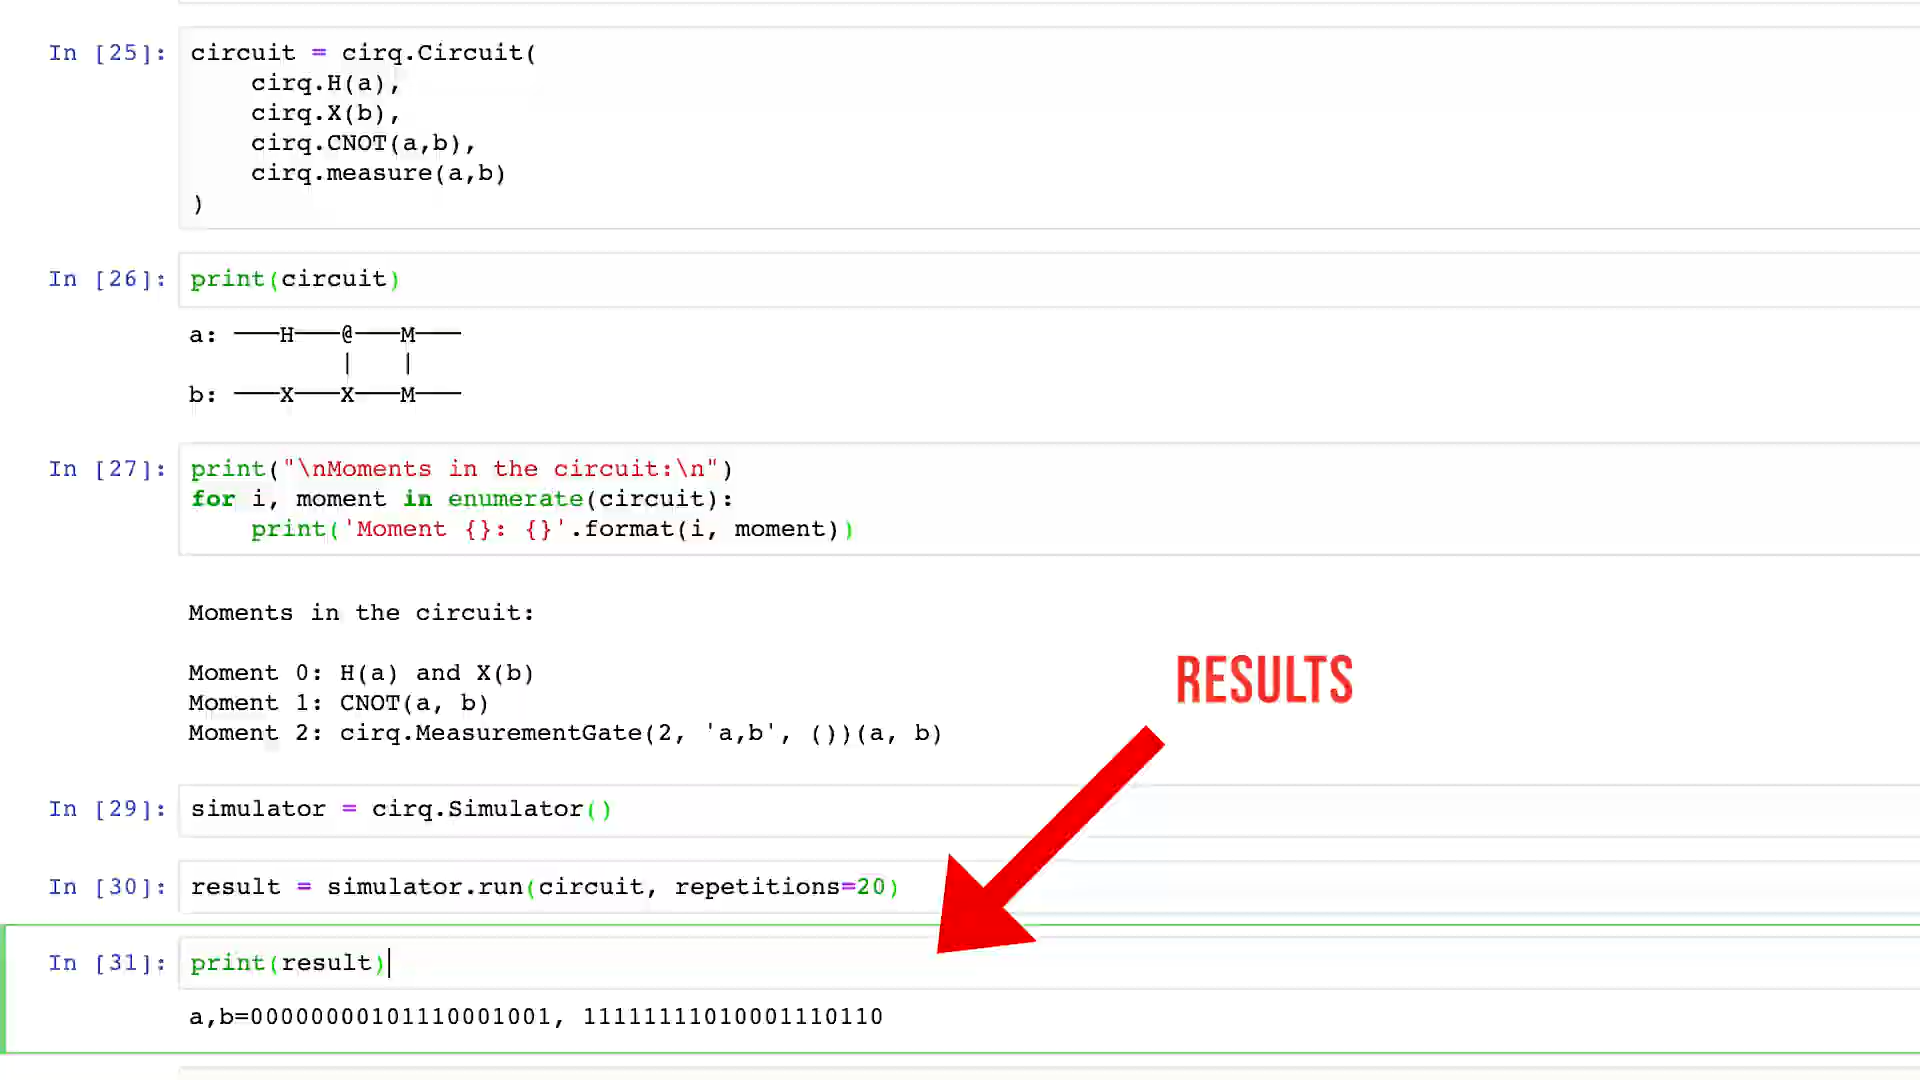 In [25]: circuit = cirq.Circuit(
    cirq.H(a),
    cirq.X(b),
    cirq.CNOT(a,b),
    cirq.measure(a,b)
)
In [26]: print(circuit)
a: ───H───@───M───
          │   │
b: ───X───X───M───
In [27]: print("\nMoments in the circuit:\n")
for i, moment in enumerate(circuit):
    print('Moment {}: {}'.format(i, moment))
Moments in the circuit:
Moment 0: H(a) and X(b)
Moment 1: CNOT(a, b)
Moment 2: cirq.MeasurementGate(2, 'a,b', ())(a, b)
RESULTS
In [29]: simulator = cirq.Simulator()
In [30]: result = simulator.run(circuit, repetitions=20)
In [31]: print(result)
a,b=00000000101110001001, 11111111010001110110